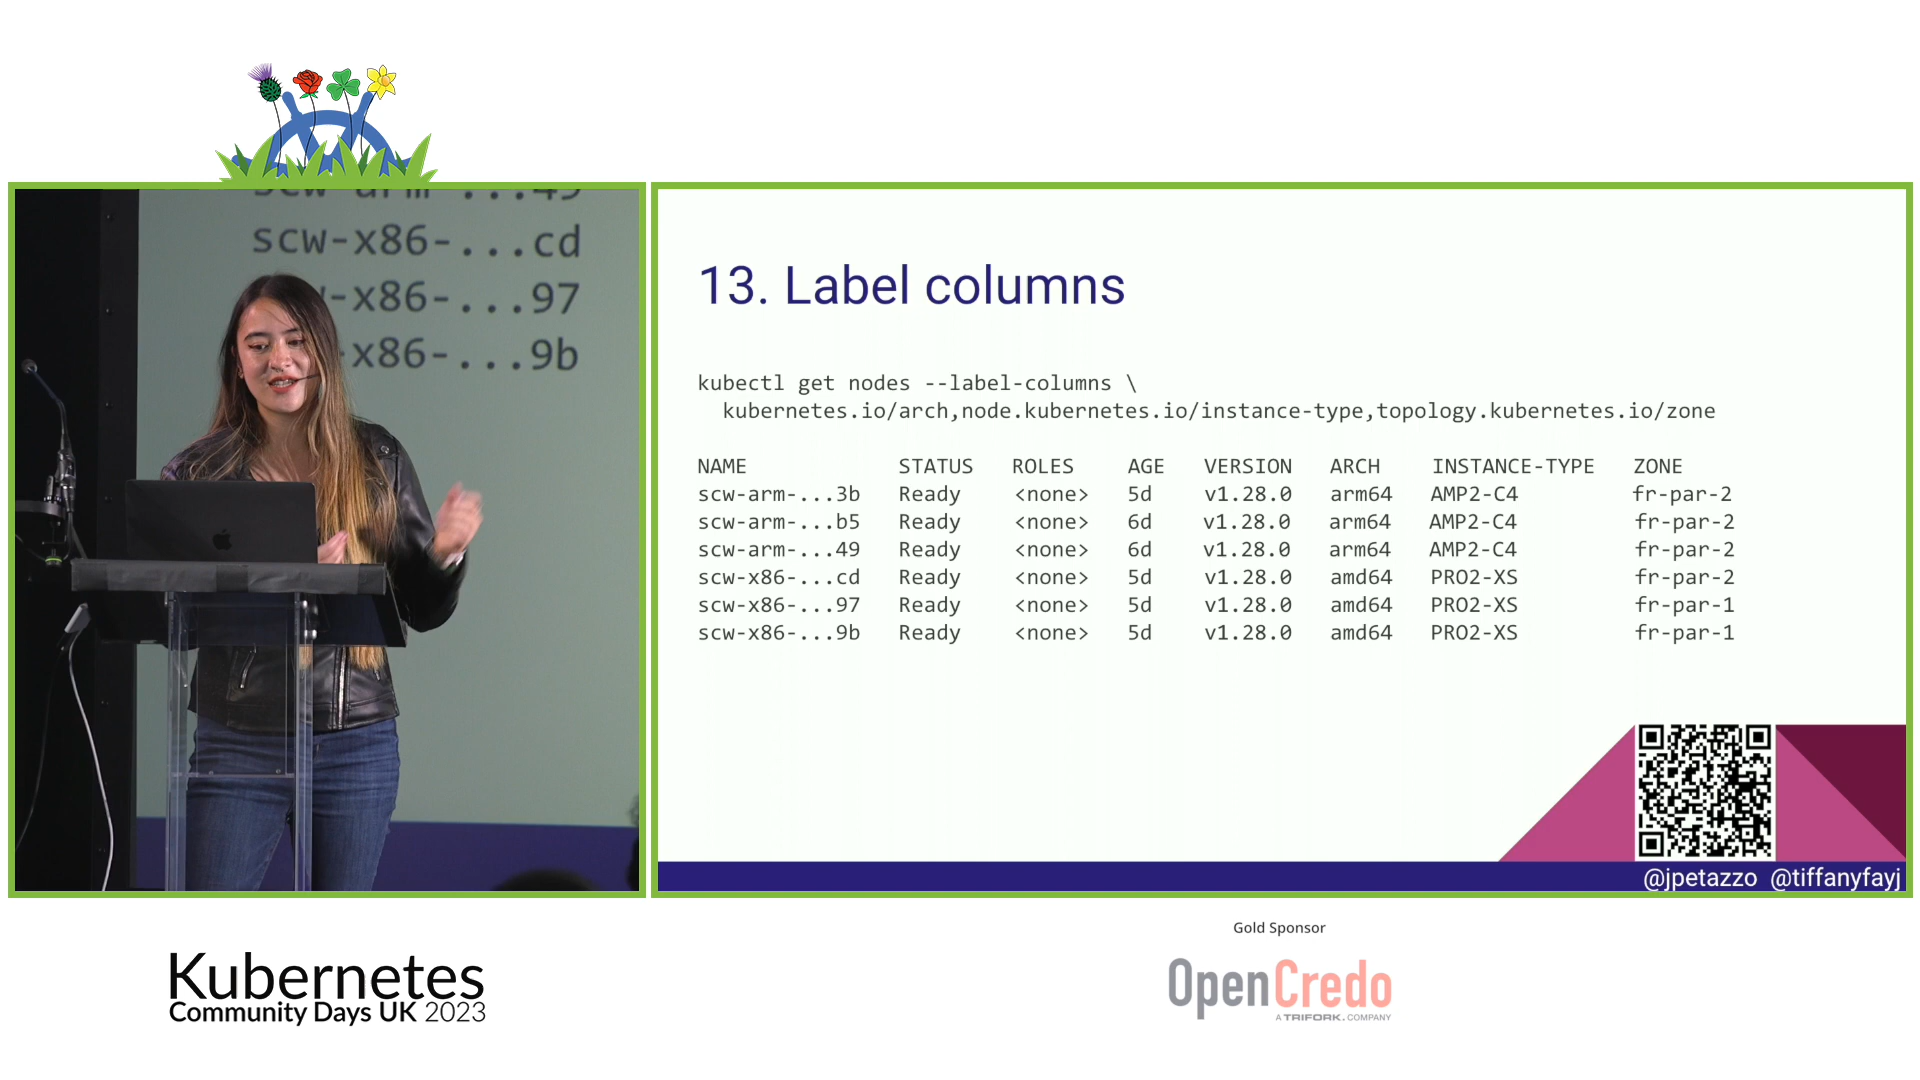 scw-arm-...49
scw-x86-...cd
-x86-...97
-x86-...9b
13. Label columns
kubectl get nodes --label-columns \
kubernetes.io/arch,node.kubernetes.io/instance-type,topology.kubernetes.io/zone
NAME STATUS ROLES AGE VERSION ARCH INSTANCE-TYPE ZONE
scw-arm-...3b Ready <none> 5d v1.28.0 arm64 AMP2-C4 fr-par-2
scw-arm-...b5 Ready <none> 6d v1.28.0 arm64 AMP2-C4 fr-par-2
scw-arm-...49 Ready <none> 6d v1.28.0 arm64 AMP2-C4 fr-par-2
scw-x86-...cd Ready <none> 5d v1.28.0 amd64 PRO2-XS fr-par-2
scw-x86-...97 Ready <none> 5d v1.28.0 amd64 PRO2-XS fr-par-1
scw-x86-...9b Ready <none> 5d v1.28.0 amd64 PRO2-XS fr-par-1
@jpetazzo @tiffanyfayj
Gold Sponsor
OpenCredo
A TRIFORK. COMPANY
Kubernetes
Community Days UK 2023